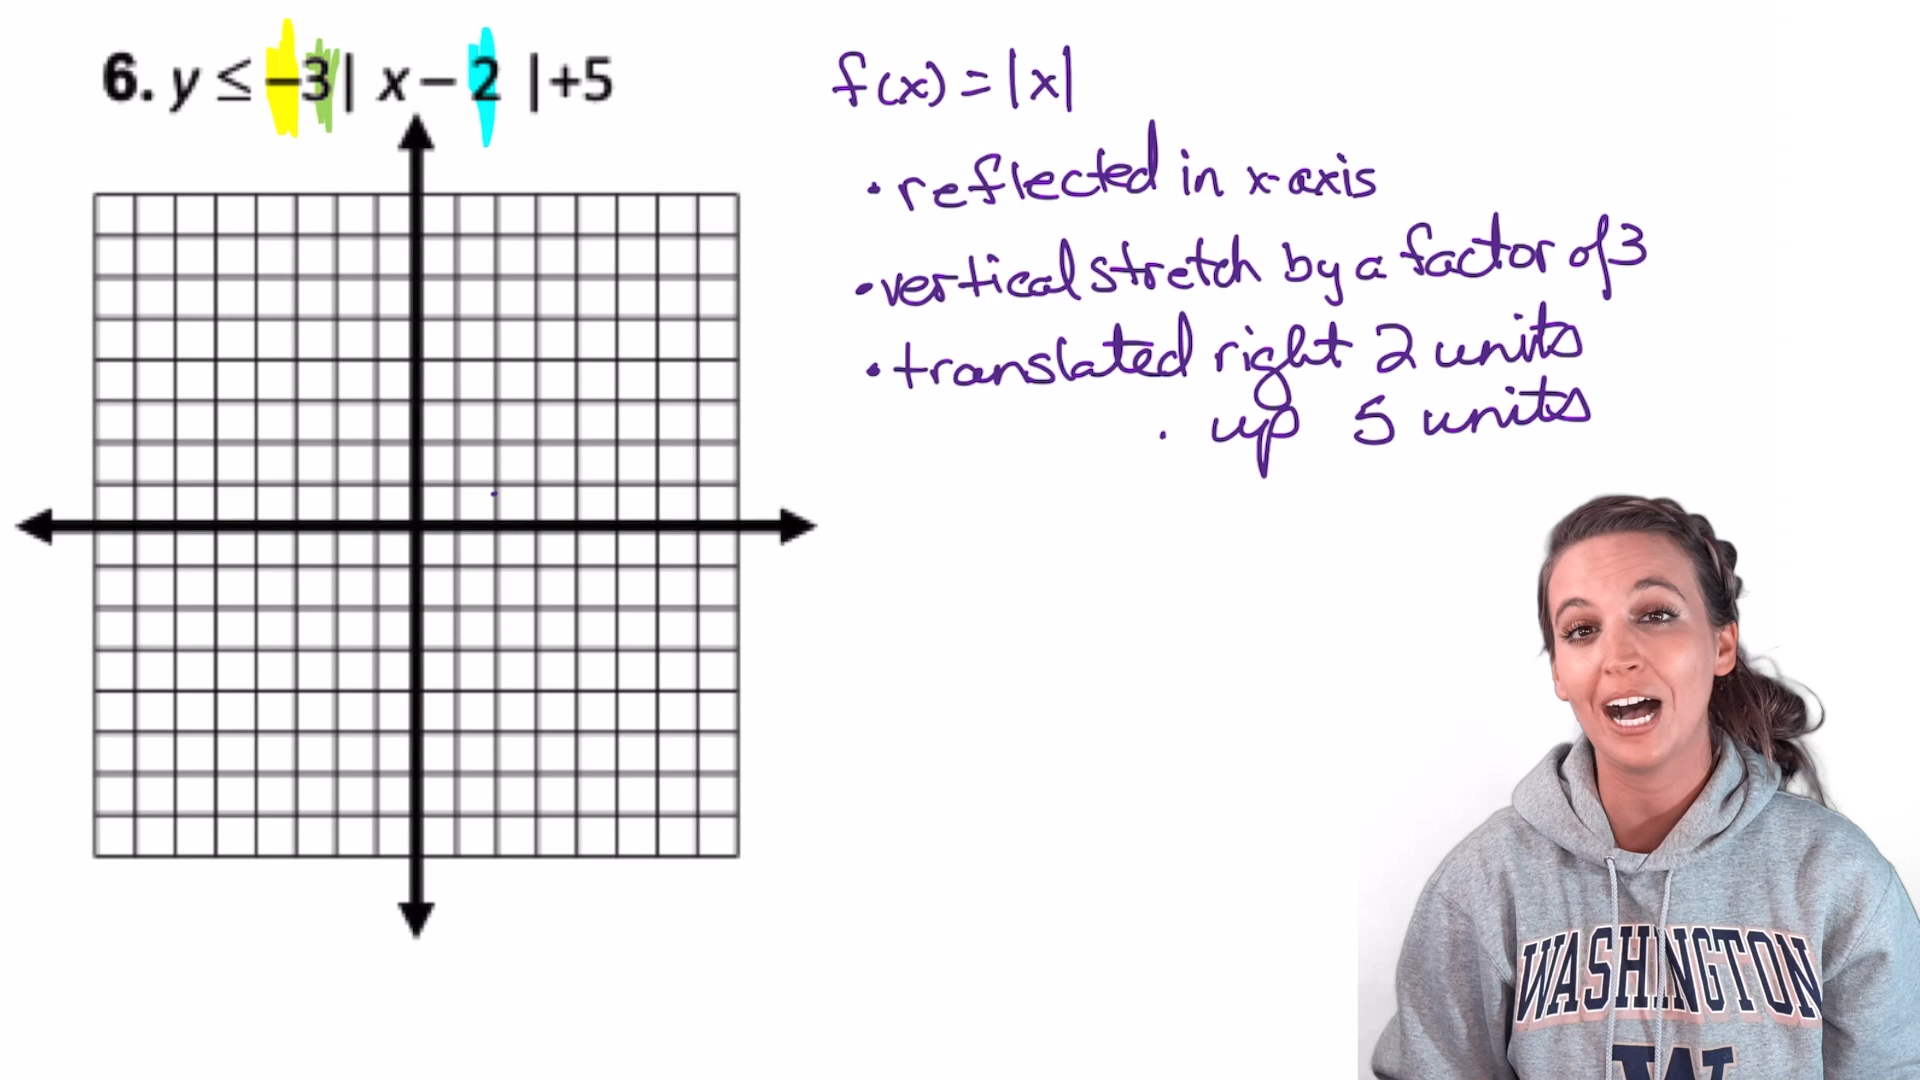 6. y ≤ −3| x − 2 |+5
f(x) = |x|
• reflected in x-axis
• vertical stretch by a factor of 3
• translated right 2 units
• up 5 units
WASHINGTON
W